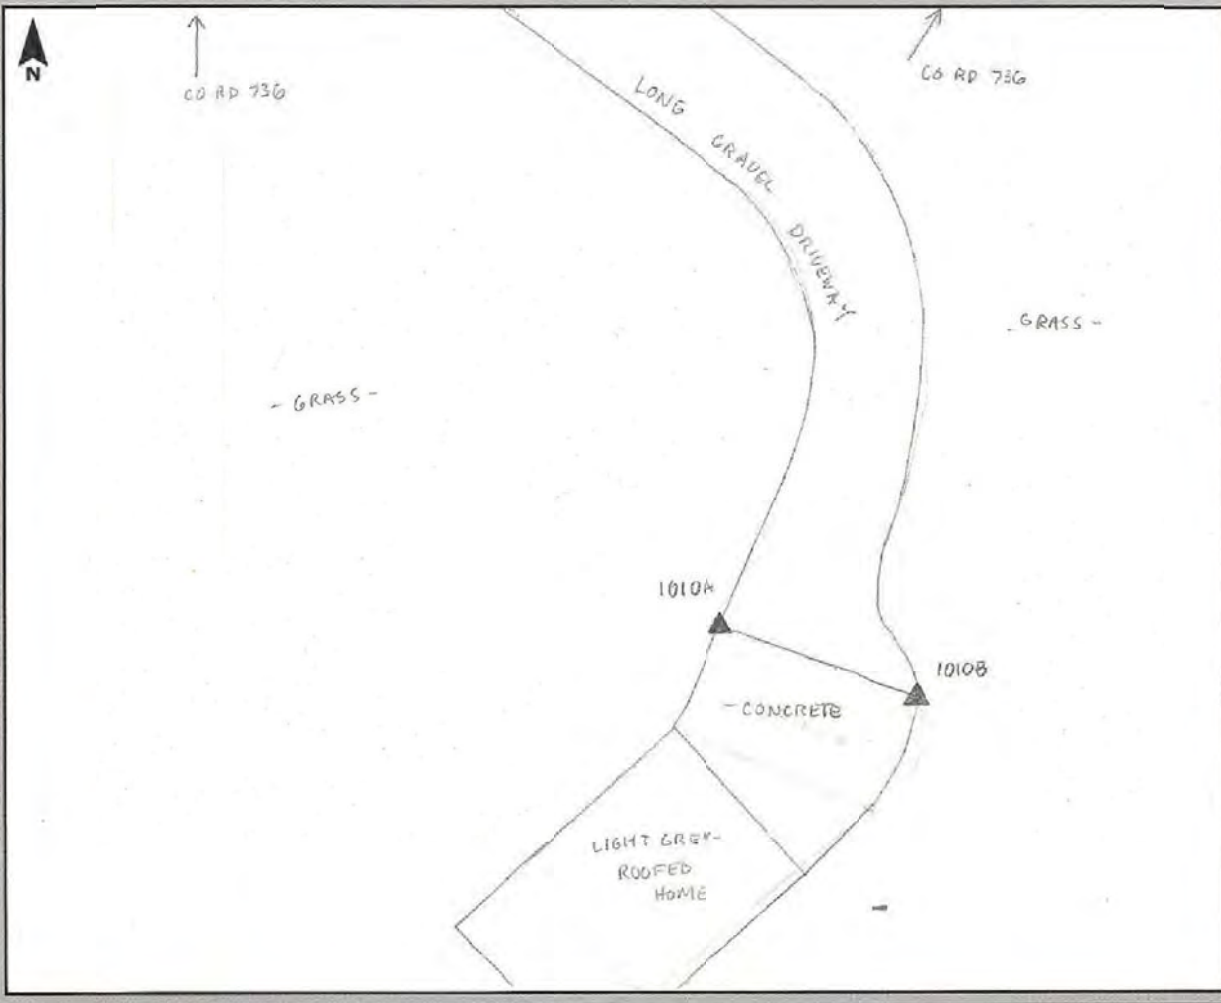 N
CO RD 736
CO RD 736
LONG GRAVEL DRIVEWAY
GRASS -
- GRASS -
1010A
1010B
- CONCRETE
LIGHT GREY-
ROOFED
HOME